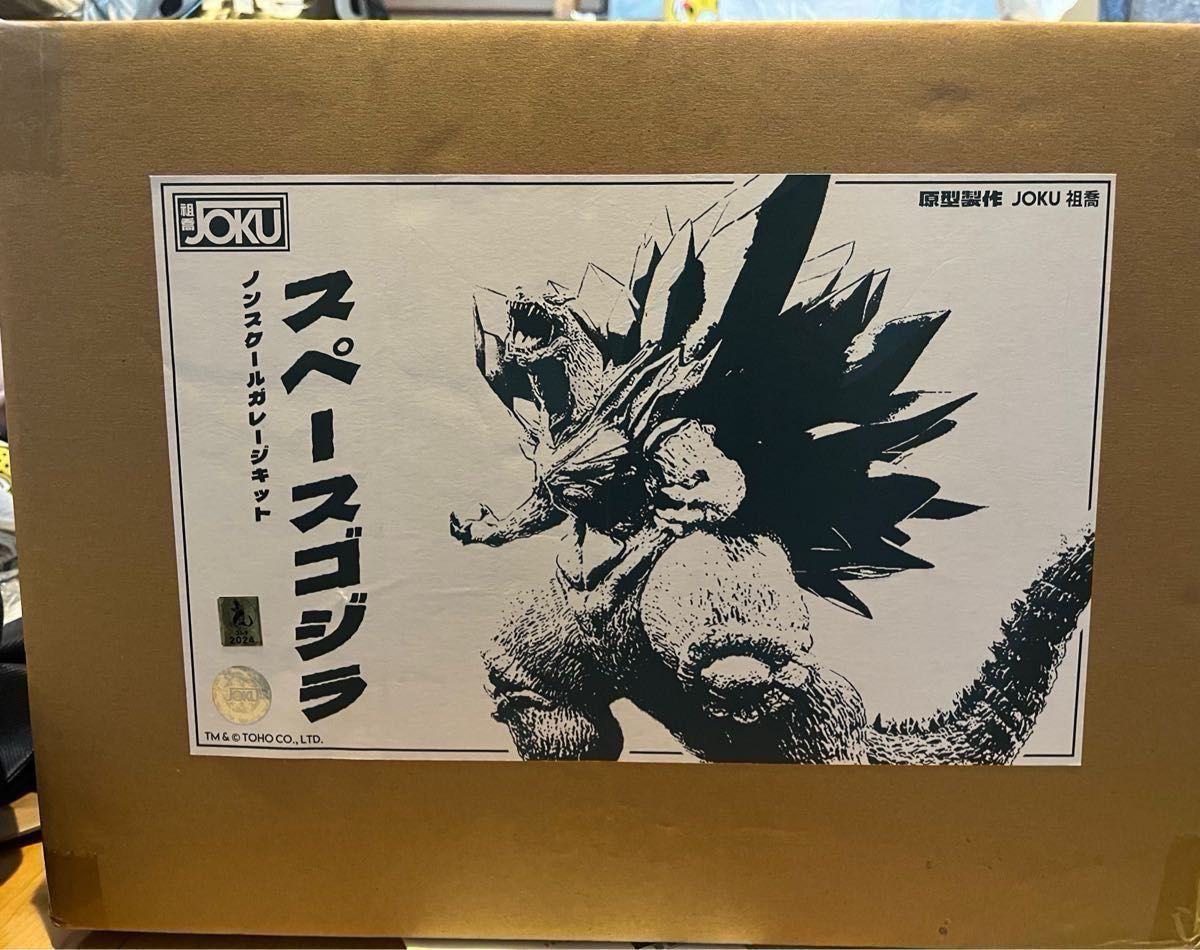 祖喬 JOKU
原型製作 JOKU 祖喬
スペースゴジラ
ノンスケールガレージキット
2024
JOKU
TM & © TOHO CO., LTD.